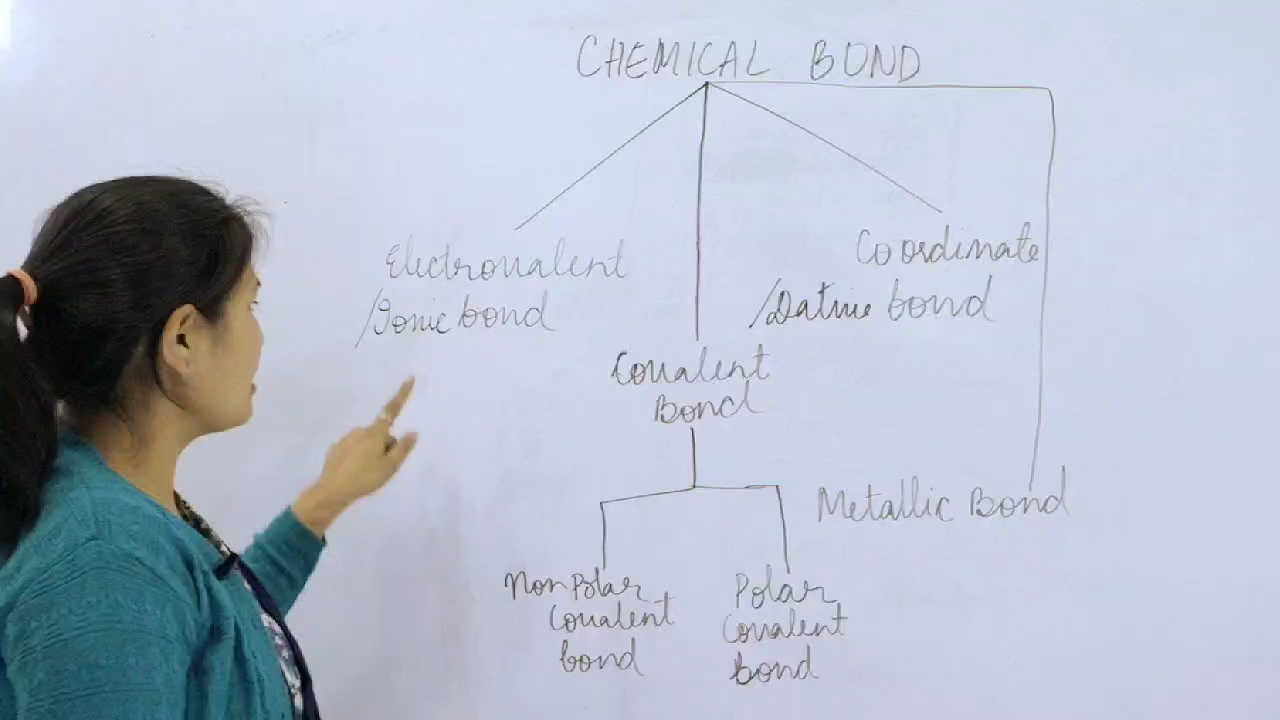 CHEMICAL BOND
Electrovalent
/Ionic bond
Coordinate
/Dative bond
Covalent
Bond
Metallic Bond
Non Polar
Covalent
bond
Polar
Covalent
bond